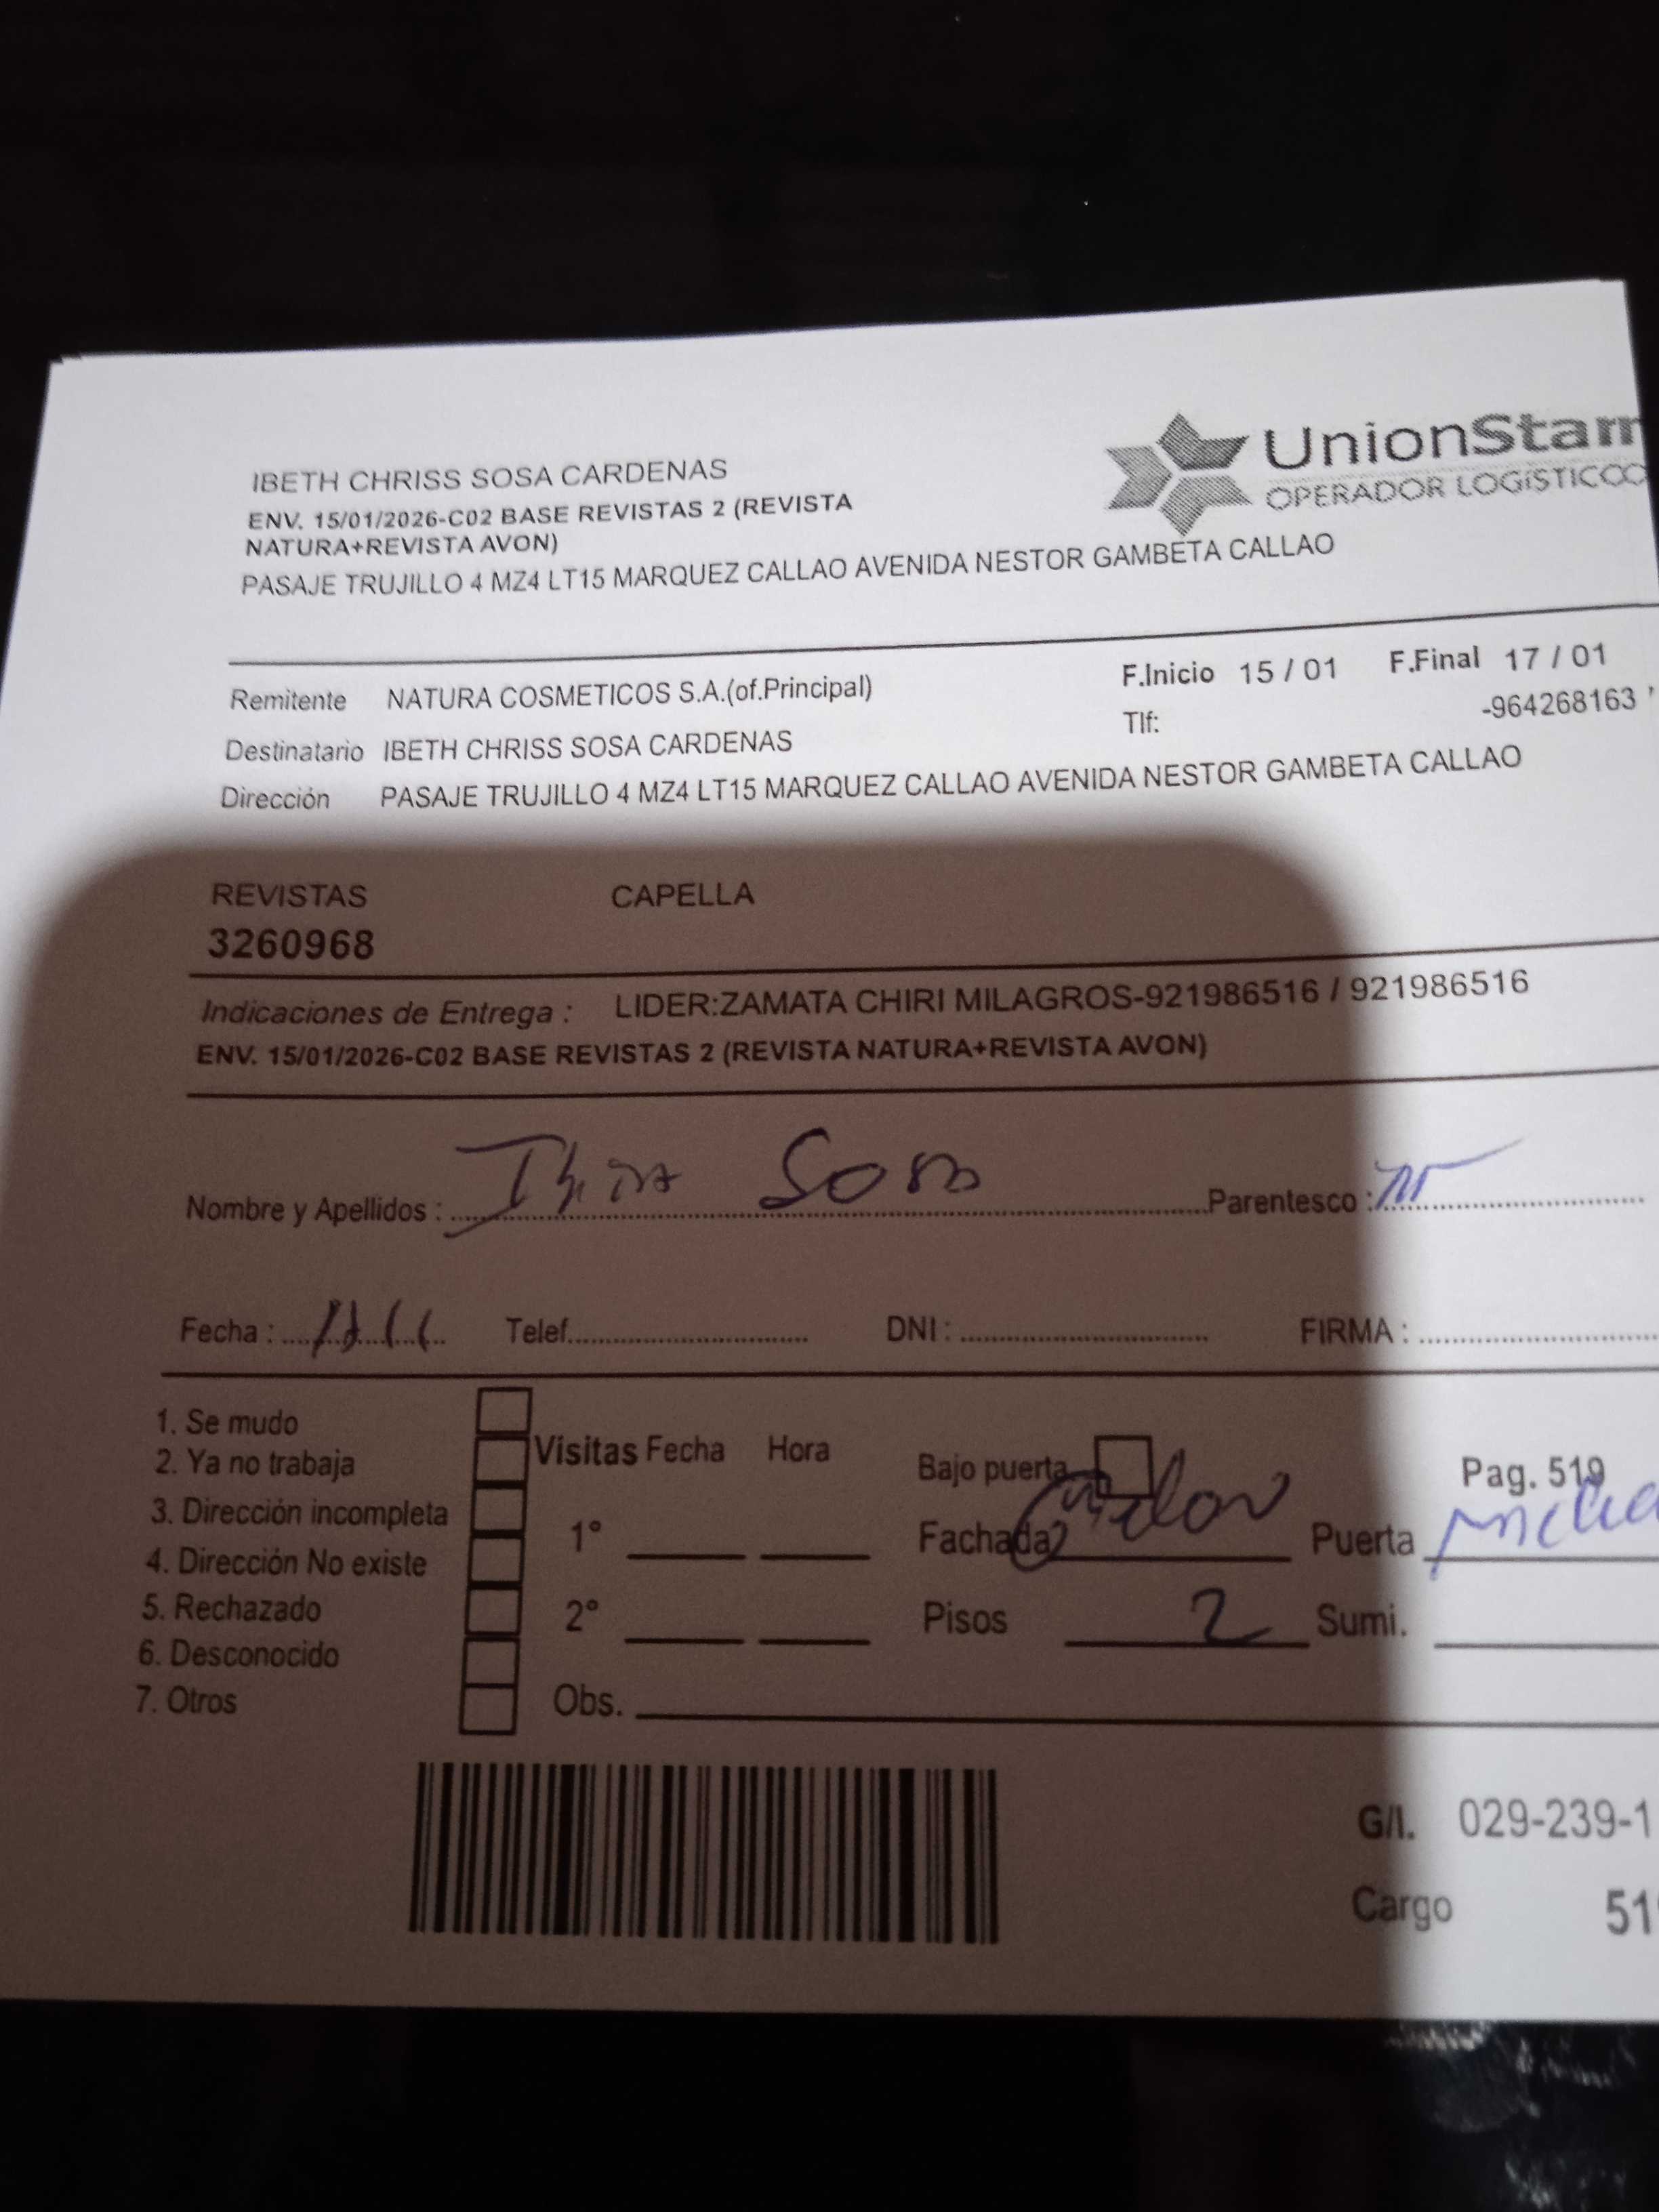 IBETH CHRISS SOSA CARDENAS
ENV. 15/01/2026-C02 BASE REVISTAS 2 (REVISTA
NATURA+REVISTA AVON)
PASAJE TRUJILLO 4 MZ4 LT15 MARQUEZ CALLAO AVENIDA NESTOR GAMBETA CALLAO
UnionStar
OPERADOR LOGÍSTICO
Remitente NATURA COSMETICOS S.A.(of.Principal) F.Inicio 15 / 01 F.Final 17 / 01
Destinatario IBETH CHRISS SOSA CARDENAS Tlf: -964268163
Dirección PASAJE TRUJILLO 4 MZ4 LT15 MARQUEZ CALLAO AVENIDA NESTOR GAMBETA CALLAO
REVISTAS CAPELLA
3260968
Indicaciones de Entrega : LIDER:ZAMATA CHIRI MILAGROS-921986516 / 921986516
ENV. 15/01/2026-C02 BASE REVISTAS 2 (REVISTA NATURA+REVISTA AVON)
Nombre y Apellidos : Sosa Parentesco :
Fecha : Telef. DNI : FIRMA :
1. Se mudo
2. Ya no trabaja
3. Dirección incompleta
4. Dirección No existe
5. Rechazado
6. Desconocido
7. Otros
Visitas Fecha Hora
1°
2°
Obs.
Bajo puerta Pag. 519
Fachada Puerta
Pisos 2 Sumi.
G/I. 029-239-1
Cargo 51